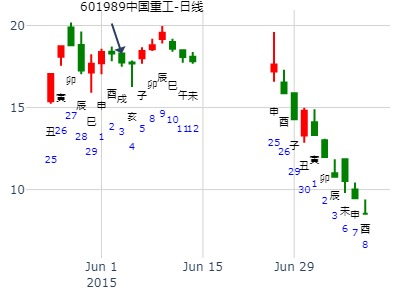 601989中国重工-日线
20
15
10
丑 寅 卯 辰 巳 申 酉 戌 亥 子 卯 辰 巳 午 未
25 26 27 28 29 1 2 3 4 5 8 9 10 11 12
申 酉 子 丑 寅 卯 辰 未 申 酉
25 26 29 30 1 2 3 6 7 8
Jun 1 Jun 15 Jun 29
2015